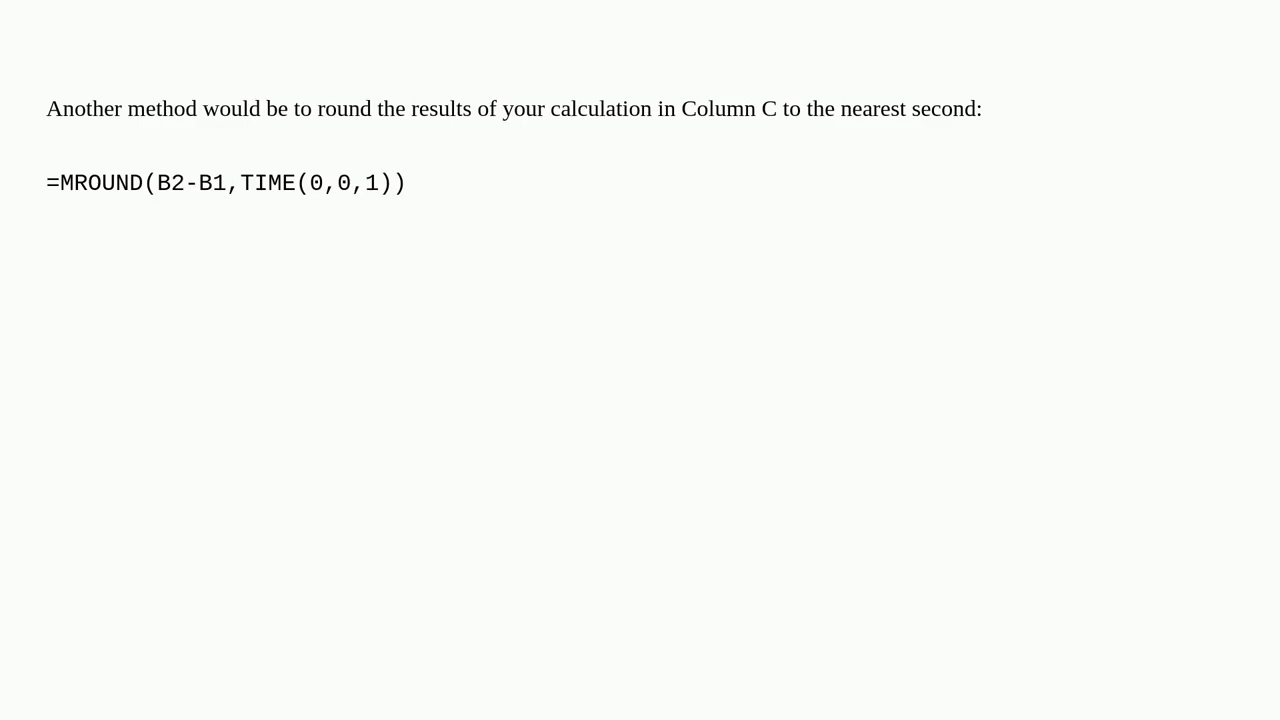 Another method would be to round the results of your calculation in Column C to the nearest second:
=MROUND(B2-B1,TIME(0,0,1))